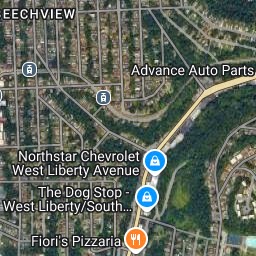 EECHVIEW
Advance Auto Parts
Northstar Chevrolet
West Liberty Avenue
The Dog Stop -
West Liberty/South...
Fiori's Pizzaria